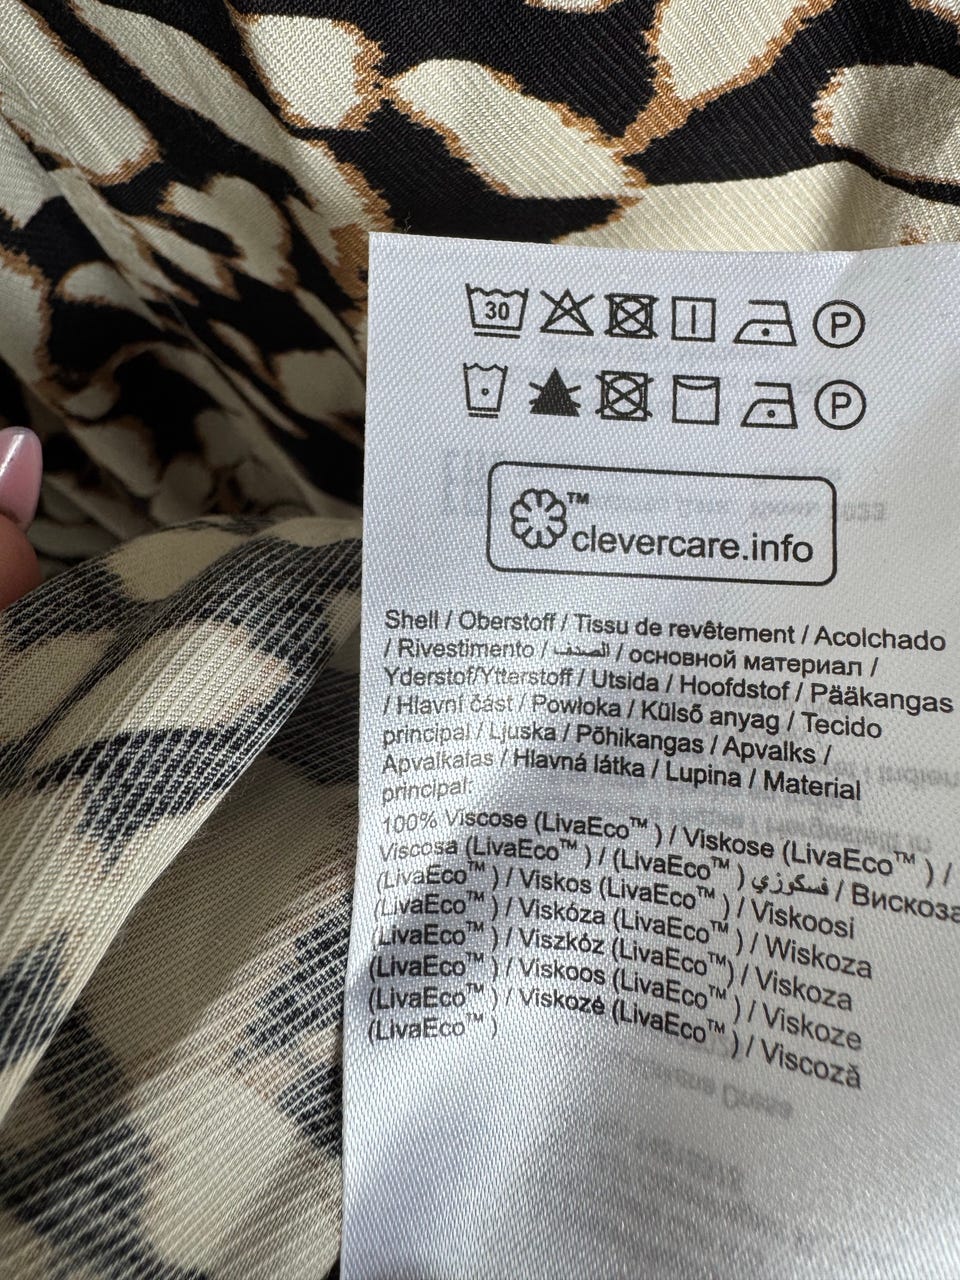 30 P
P
™
clevercare.info
Shell / Oberstoff / Tissu de revêtement / Acolchado
/ Rivestimento / الصدف / основной материал /
Yderstof/Ytterstoff / Utsida / Hoofdstof / Pääkangas
/ Hlavní část / Powłoka / Külső anyag / Tecido
principal / Ljuska / Põhikangas / Apvalks /
Apvalkalas / Hlavná látka / Lupina / Material
principal:
100% Viscose (LivaEco™ ) / Viskose (LivaEco™ ) /
Viscosa (LivaEco™ ) / (LivaEco™ ) فسكوزي / Вискоза
(LivaEco™ ) / Viskos (LivaEco™ ) / Viskoosi
(LivaEco™ ) / Viskóza (LivaEco™ ) / Wiskoza
(LivaEco™ ) / Viszkóz (LivaEco™) / Viskoza
(LivaEco™ ) / Viskoos (LivaEco™ ) / Viskoze
(LivaEco™ ) / Viskozė (LivaEco™ ) / Viscoză
(LivaEco™ )